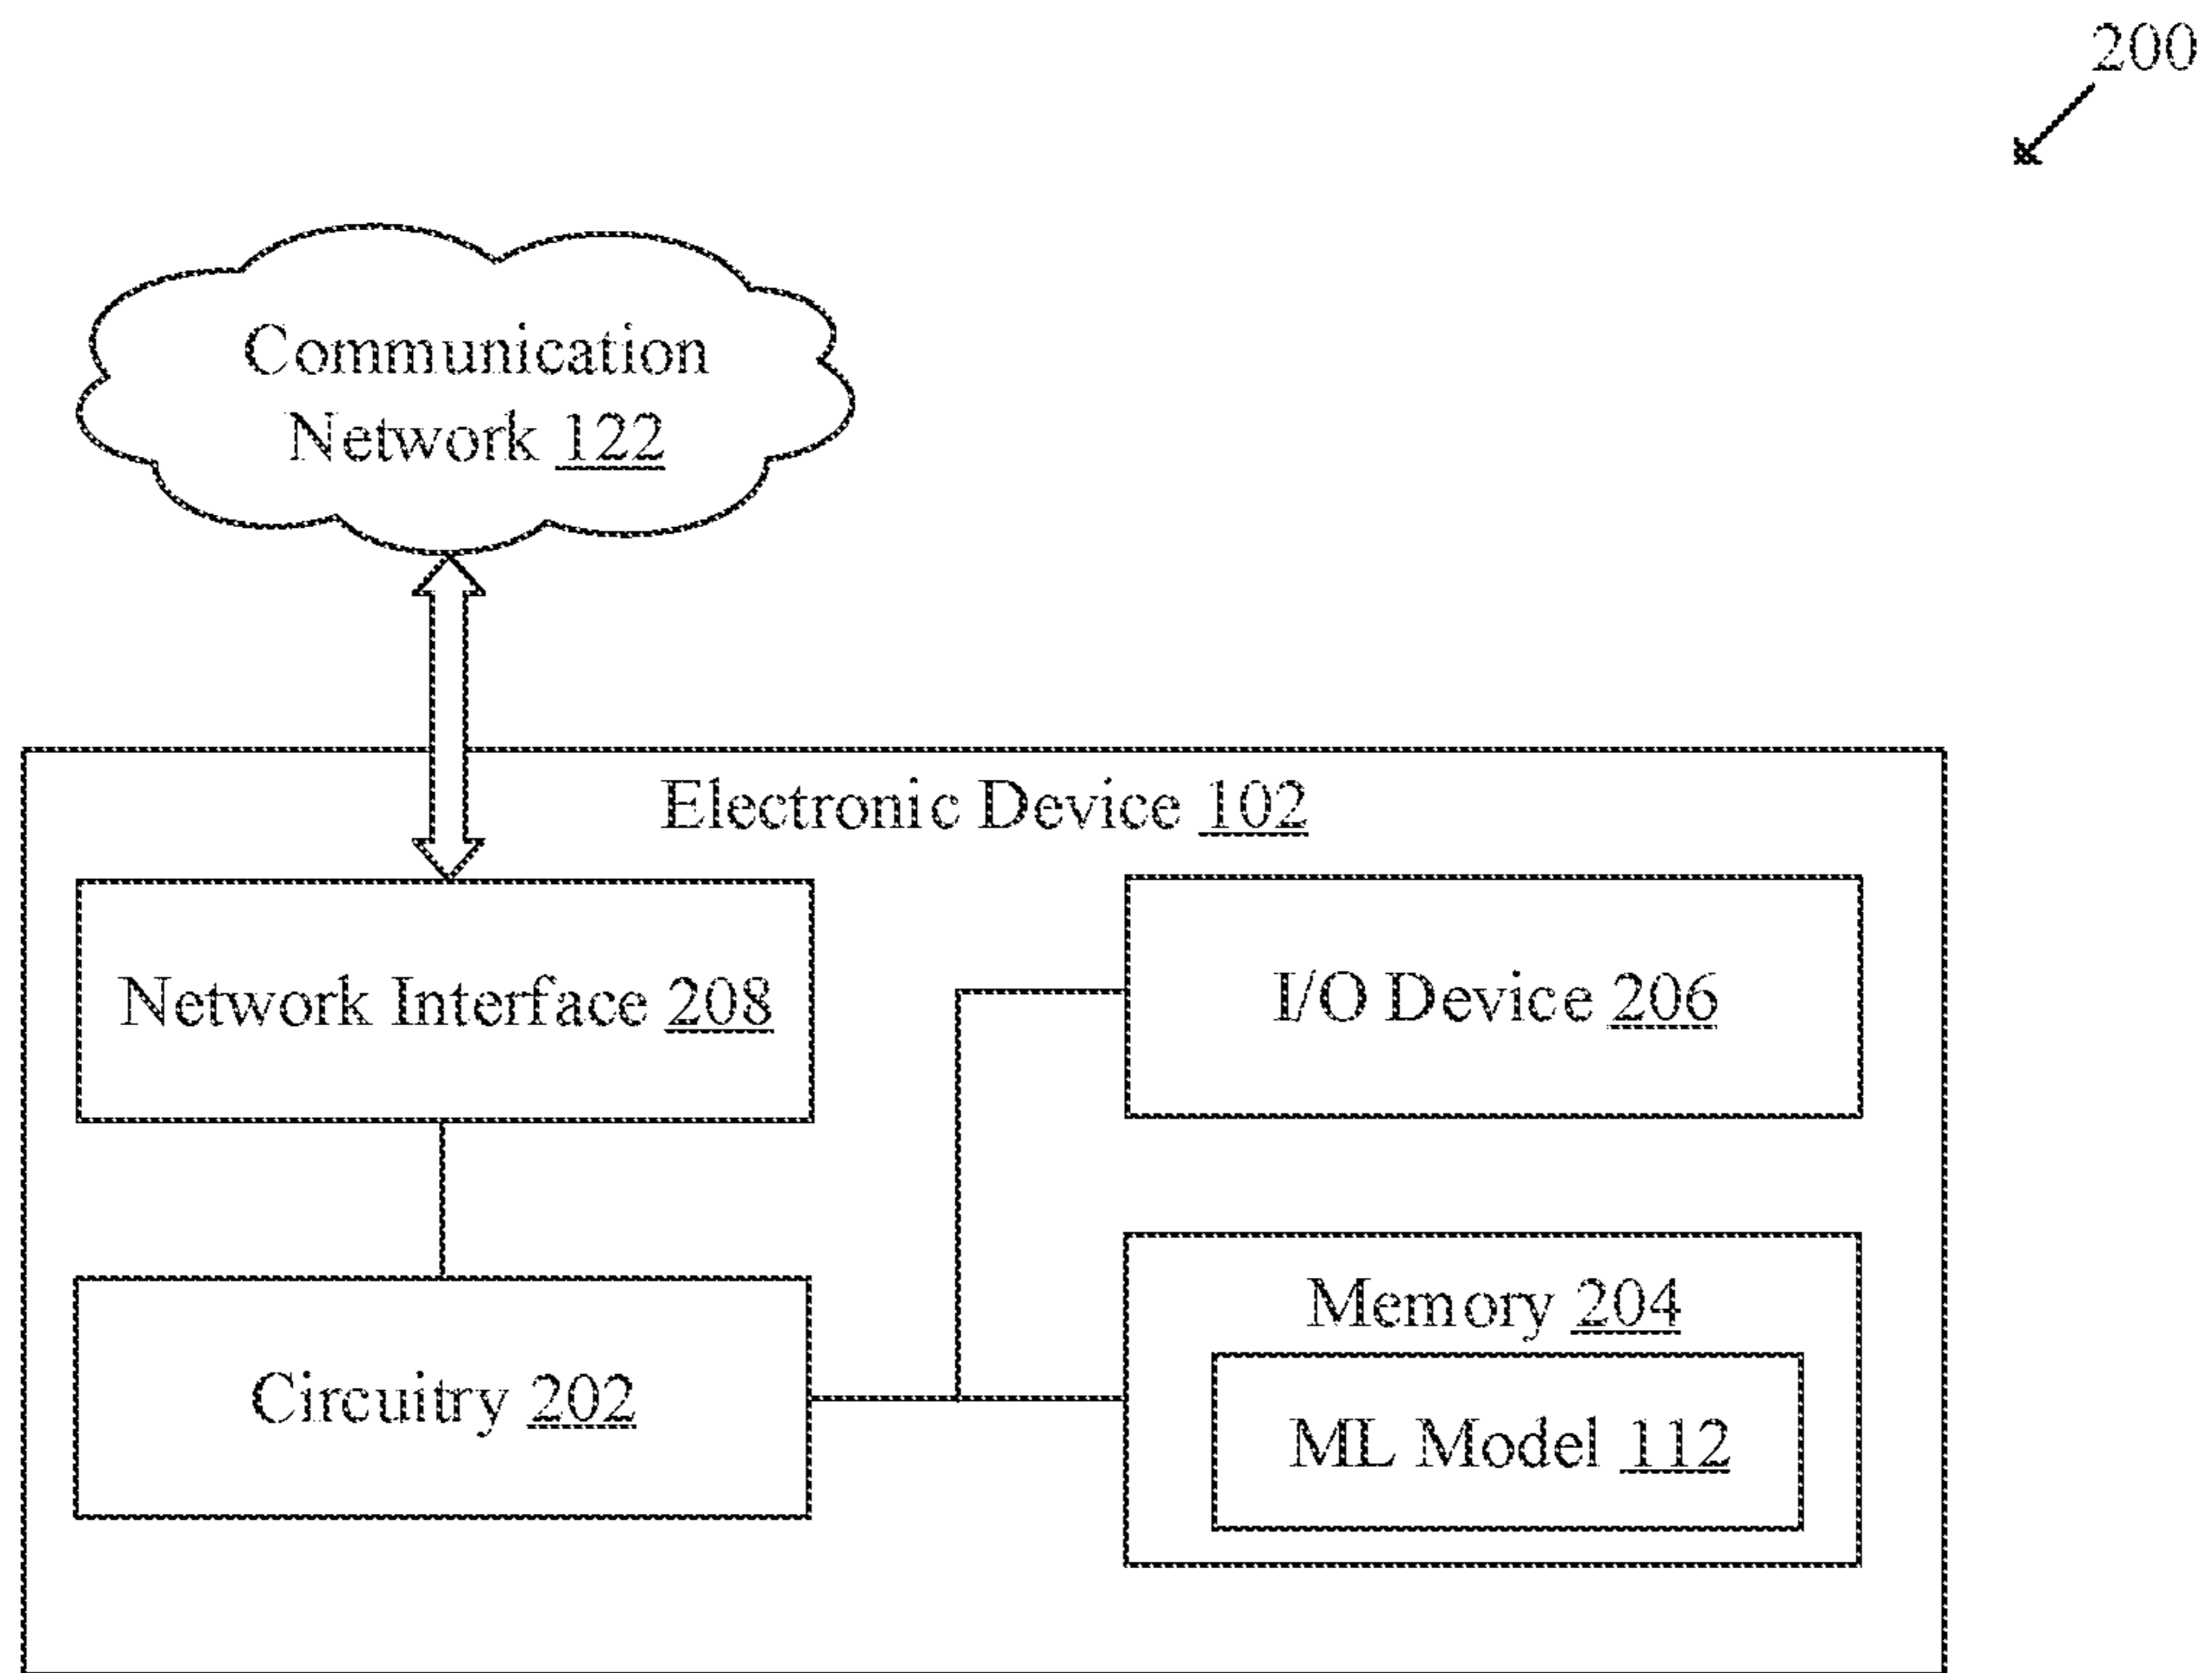 200
Communication
Network 122
Electronic Device 102
Network Interface 208
I/O Device 206
Circuitry 202
Memory 204
ML Model 112